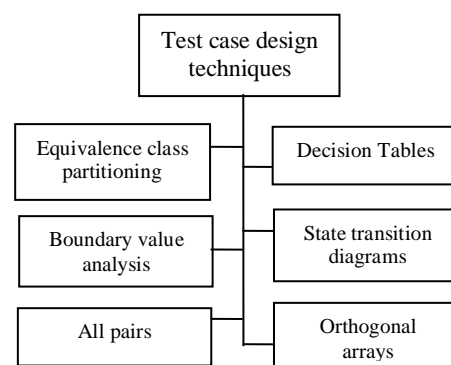 Test case design
techniques
Equivalence class
partitioning
Decision Tables
Boundary value
analysis
State transition
diagrams
All pairs
Orthogonal
arrays